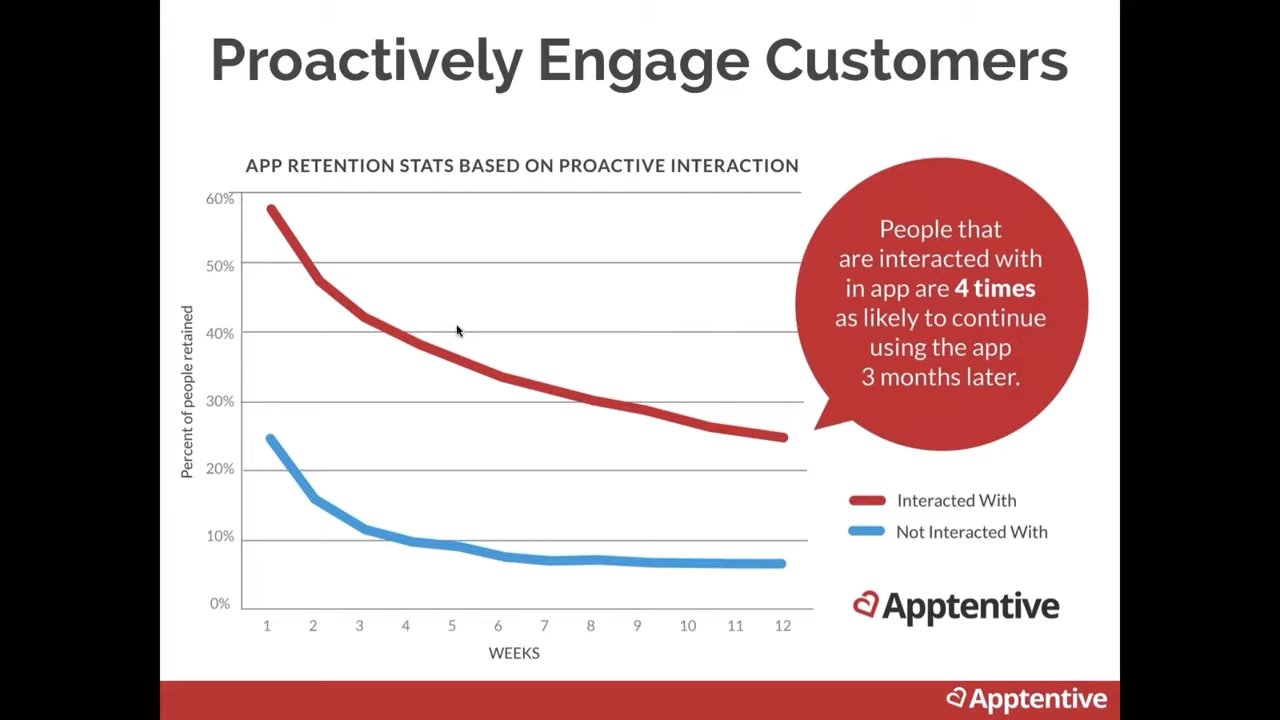 Proactively Engage Customers
APP RETENTION STATS BASED ON PROACTIVE INTERACTION
60%
50%
40%
30%
20%
10%
0%
Percent of people retained
1 2 3 4 5 6 7 8 9 10 11 12
WEEKS
People that
are interacted with
in app are 4 times
as likely to continue
using the app
3 months later.
Interacted With
Not Interacted With
Apptentive
Apptentive